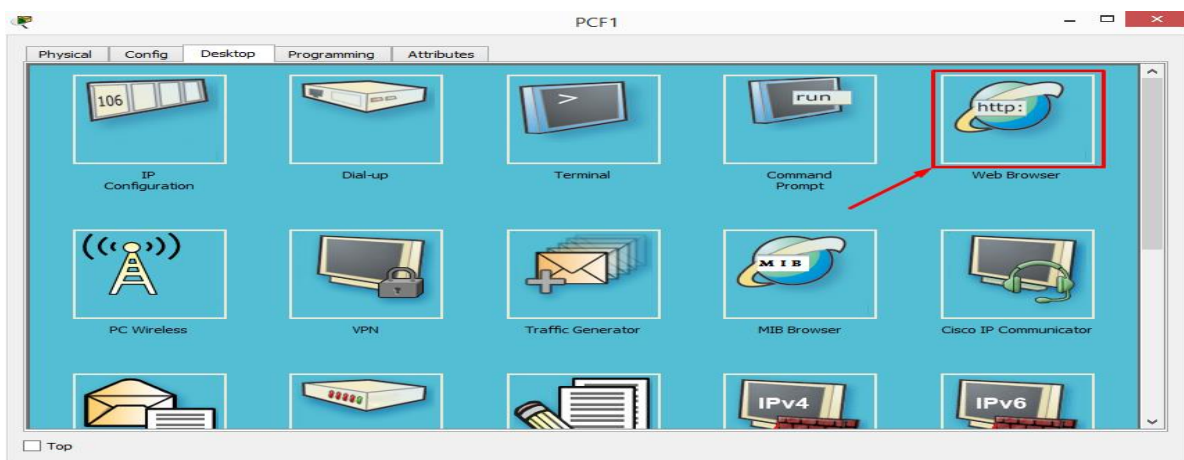 PCF1
Physical Config Desktop Programming Attributes
106
>
run
http:
IP
Configuration
Dial-up
Terminal
Command
Prompt
Web Browser
MIB
PC Wireless
VPN
Traffic Generator
MIB Browser
Cisco IP Communicator
IPv4
IPv6
Top